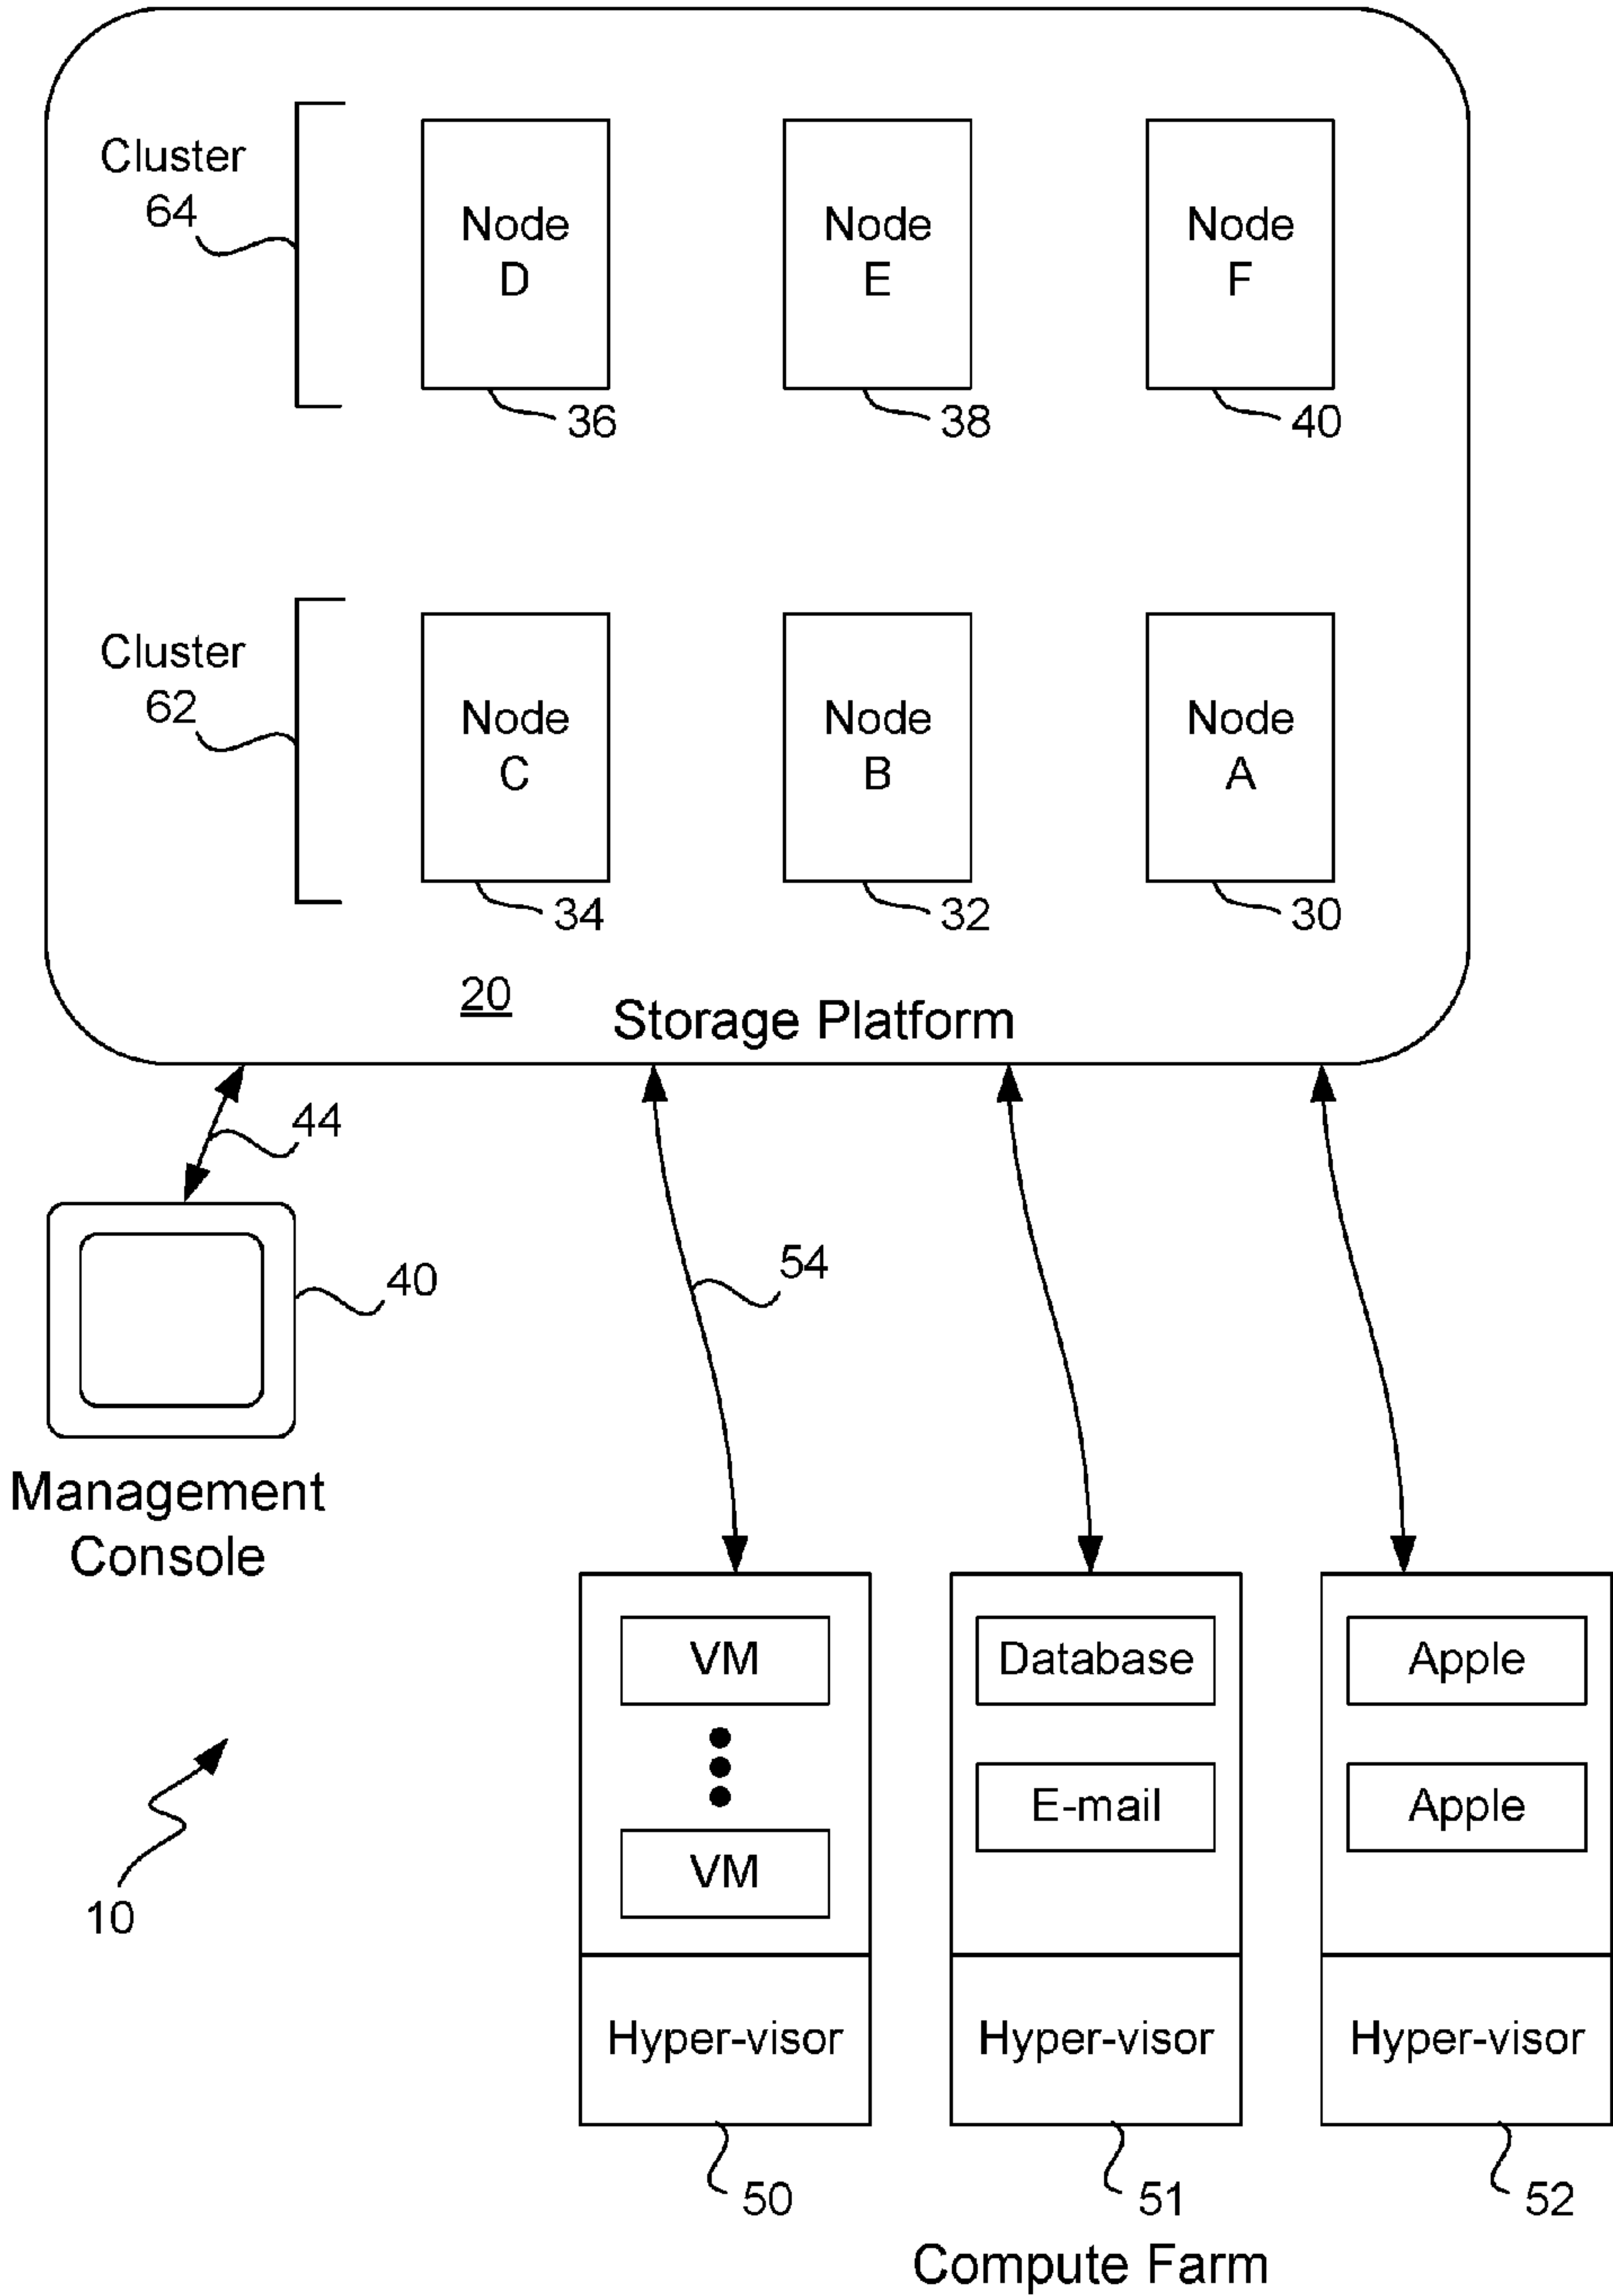 Cluster
64
Node
D
Node
E
Node
F
36
38
40
Cluster
62
Node
C
Node
B
Node
A
34
32
30
20
Storage Platform
44
54
40
Management
Console
VM
Database
Apple
E-mail
Apple
VM
10
Hyper-visor
Hyper-visor
Hyper-visor
50
51
52
Compute Farm